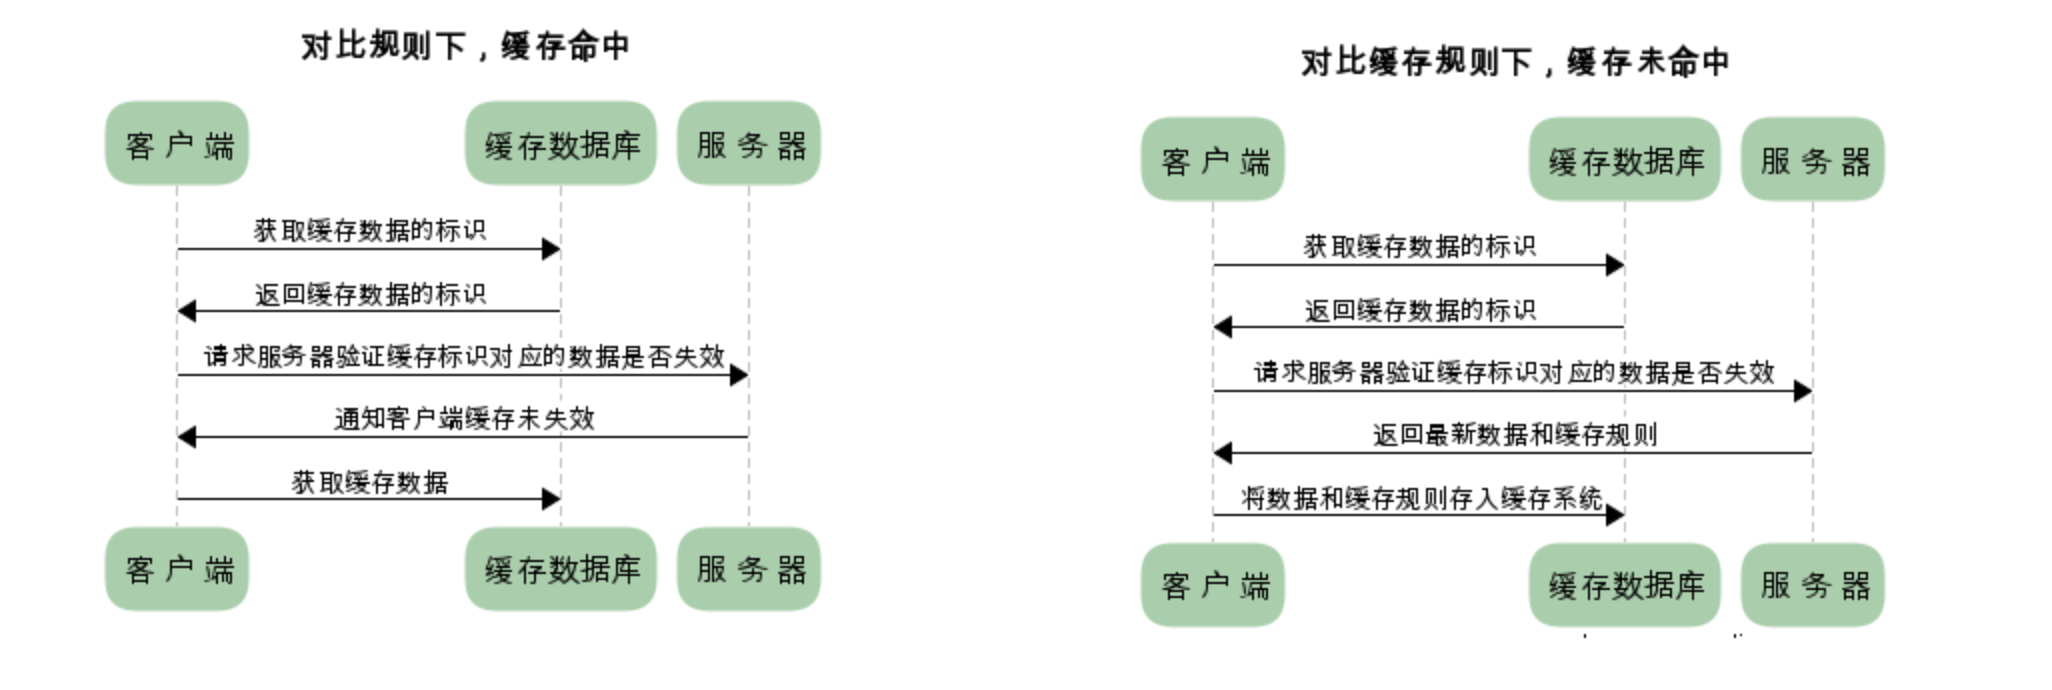 对比规则下，缓存命中
客户端
缓存数据库
服务器
获取缓存数据的标识
返回缓存数据的标识
请求服务器验证缓存标识对应的数据是否失效
通知客户端缓存未失效
获取缓存数据
客户端
缓存数据库
服务器
对比缓存规则下，缓存未命中
客户端
缓存数据库
服务器
获取缓存数据的标识
返回缓存数据的标识
请求服务器验证缓存标识对应的数据是否失效
返回最新数据和缓存规则
将数据和缓存规则存入缓存系统
客户端
缓存数据库
服务器